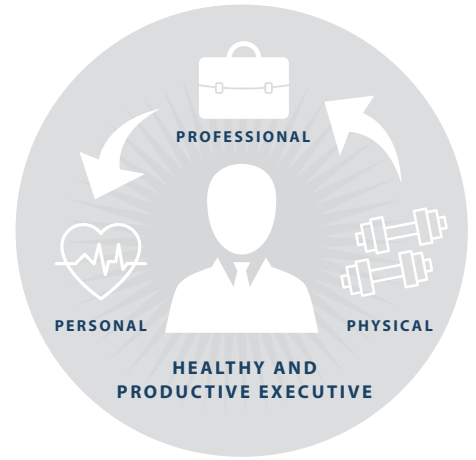 PROFESSIONAL
PERSONAL
PHYSICAL
HEALTHY AND
PRODUCTIVE EXECUTIVE